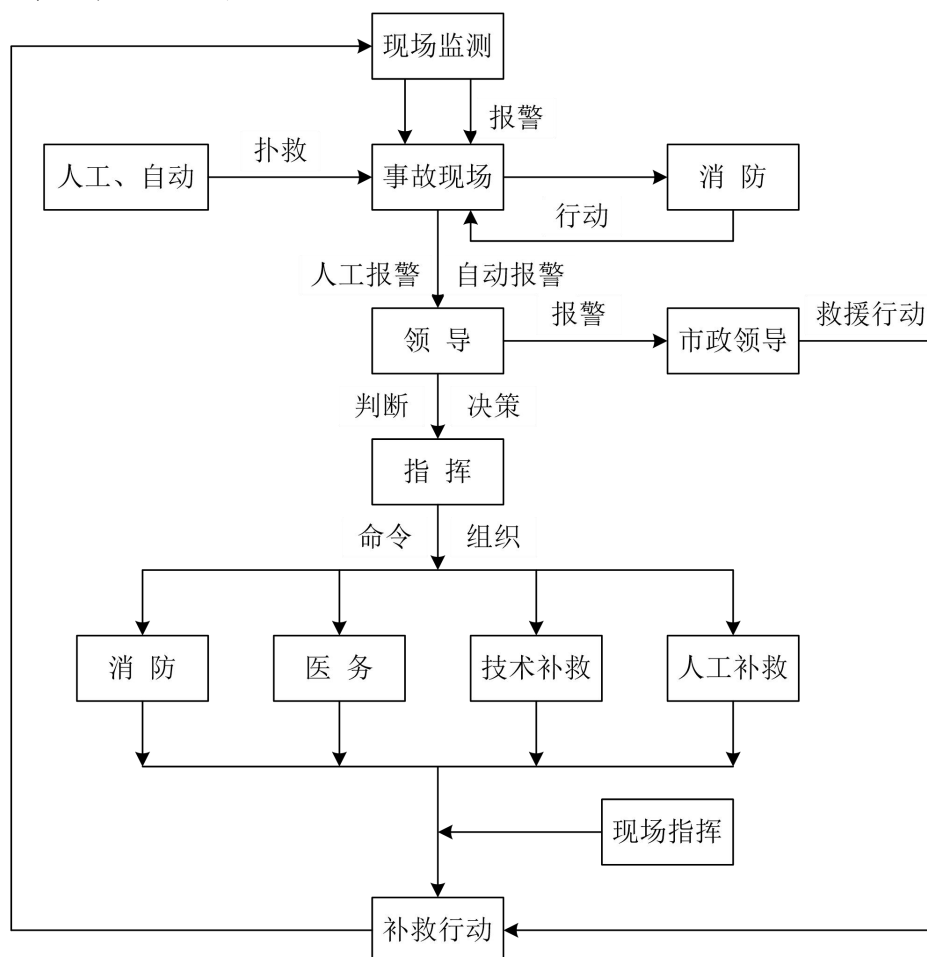 现场监测
报警
扑救
人工、自动
事故现场
消 防
行动
人工报警 自动报警
报警
救援行动
领 导
市政领导
判断 决策
指 挥
命令 组织
消 防
医 务
技术补救
人工补救
现场指挥
补救行动